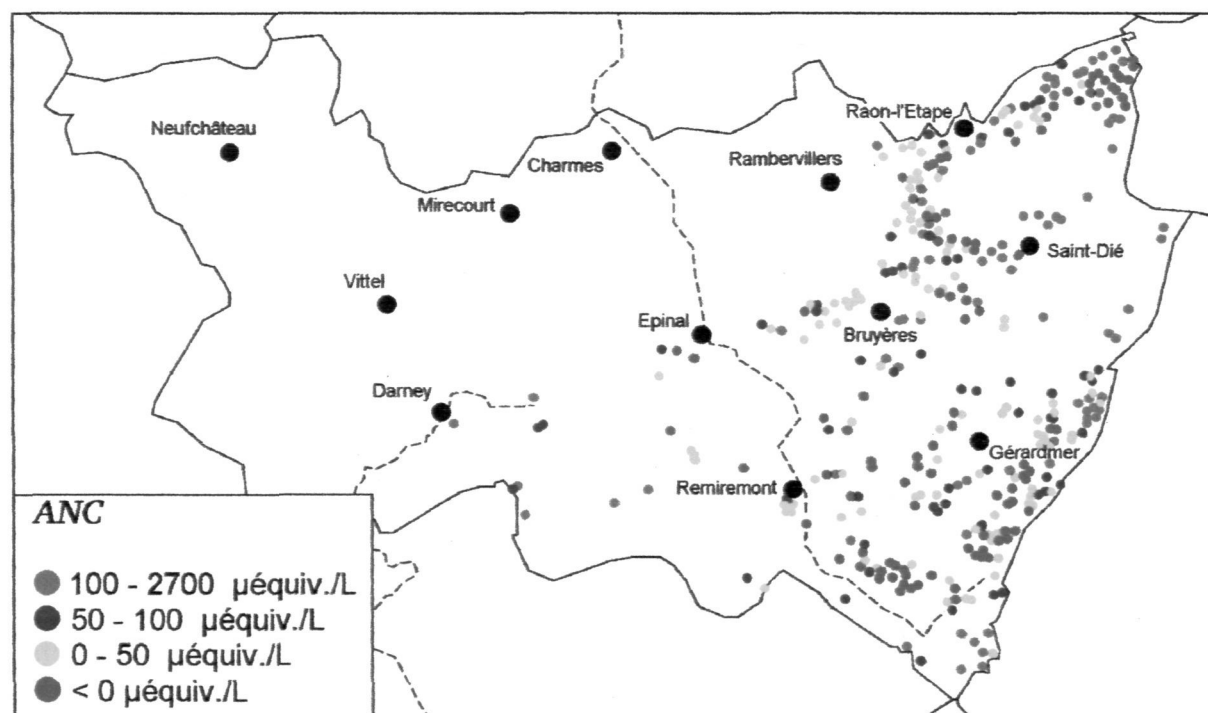 Neufchâteau
Charmes
Raon-l'Etape
Rambervillers
Mirecourt
Saint-Dié
Vittel
Epinal
Bruyères
Darney
Gérardmer
Remiremont
ANC
100 - 2700 µéquiv./L
50 - 100 µéquiv./L
0 - 50 µéquiv./L
< 0 µéquiv./L